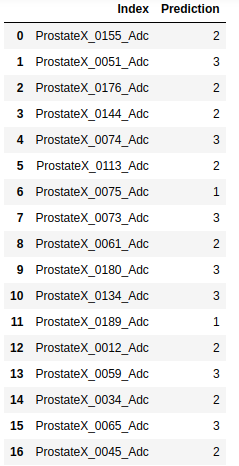 Index Prediction
0 ProstateX_0155_Adc 2
1 ProstateX_0051_Adc 3
2 ProstateX_0176_Adc 2
3 ProstateX_0144_Adc 2
4 ProstateX_0074_Adc 3
5 ProstateX_0113_Adc 2
6 ProstateX_0075_Adc 1
7 ProstateX_0073_Adc 3
8 ProstateX_0061_Adc 2
9 ProstateX_0180_Adc 3
10 ProstateX_0134_Adc 3
11 ProstateX_0189_Adc 1
12 ProstateX_0012_Adc 2
13 ProstateX_0059_Adc 3
14 ProstateX_0034_Adc 2
15 ProstateX_0065_Adc 3
16 ProstateX_0045_Adc 2